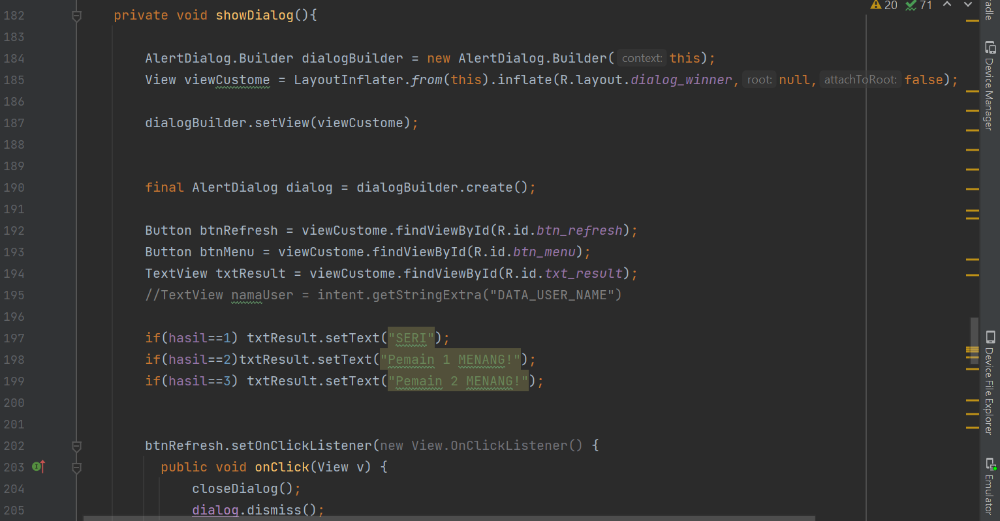 182 private void showDialog(){
183
184 AlertDialog.Builder dialogBuilder = new AlertDialog.Builder( context: this);
185 View viewCustome = LayoutInflater.from(this).inflate(R.layout.dialog_winner, root: null, attachToRoot: false);
186
187 dialogBuilder.setView(viewCustome);
188
189
190 final AlertDialog dialog = dialogBuilder.create();
191
192 Button btnRefresh = viewCustome.findViewById(R.id.btn_refresh);
193 Button btnMenu = viewCustome.findViewById(R.id.btn_menu);
194 TextView txtResult = viewCustome.findViewById(R.id.txt_result);
195 //TextView namaUser = intent.getStringExtra("DATA_USER_NAME")
196
197 if(hasil==1) txtResult.setText("SERI");
198 if(hasil==2)txtResult.setText("Pemain 1 MENANG!");
199 if(hasil==3) txtResult.setText("Pemain 2 MENANG!");
200
201
202 btnRefresh.setOnClickListener(new View.OnClickListener() {
203 public void onClick(View v) {
204 closeDialog();
205 dialog.dismiss();
20 71
Device Manager
Device File Explorer
Emulator